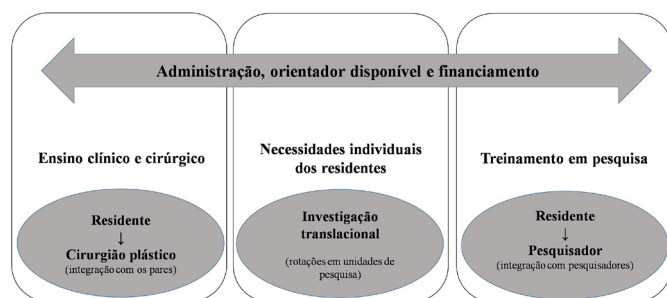 Administração, orientador disponível e financiamento
Ensino clínico e cirúrgico
Necessidades individuais
dos residentes
Treinamento em pesquisa
Residente
↓
Cirurgião plástico
(integração com os pares)
Investigação
translacional
(rotações em unidades de
pesquisa)
Residente
↓
Pesquisador
(integração com pesquisadores)